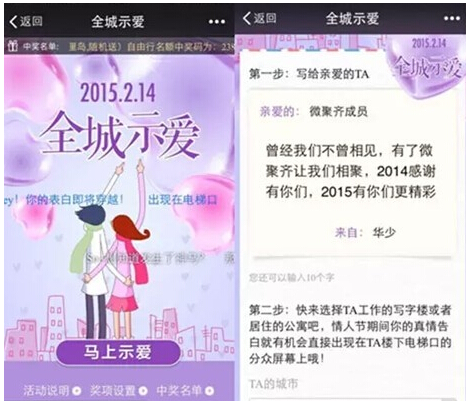 返回
全城示爱
中奖名单:
里岛,随机送）自由行名额中奖码为:
2015.2.14
全城示爱
你的表白即将穿越！
出现在电梯口
马上示爱
活动说明
奖项设置
中奖名单
返回
全城示爱
2015.2.14
全城示爱
第一步：写给亲爱的TA
亲爱的： 微聚齐成员
曾经我们不曾相见，有了微
聚齐让我们相聚，2014感谢
有你们，2015有你们更精彩
来自： 华少
您还可以输入10个字
第二步：快来选择TA工作的写字楼或者
居住的公寓吧，情人节期间你的真情告
白就有机会直接出现在TA楼下电梯口的
分众屏幕上哦！
TA的城市